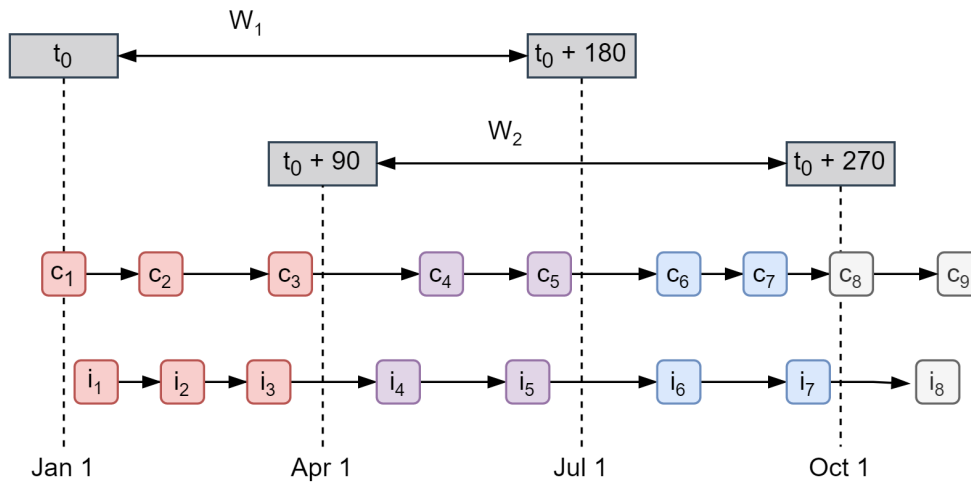 W₁
t₀
t₀ + 180
W₂
t₀ + 90
t₀ + 270
c₁ c₂ c₃ c₄ c₅ c₆ c₇ c₈ c₉
i₁ i₂ i₃ i₄ i₅ i₆ i₇ i₈
Jan 1 Apr 1 Jul 1 Oct 1